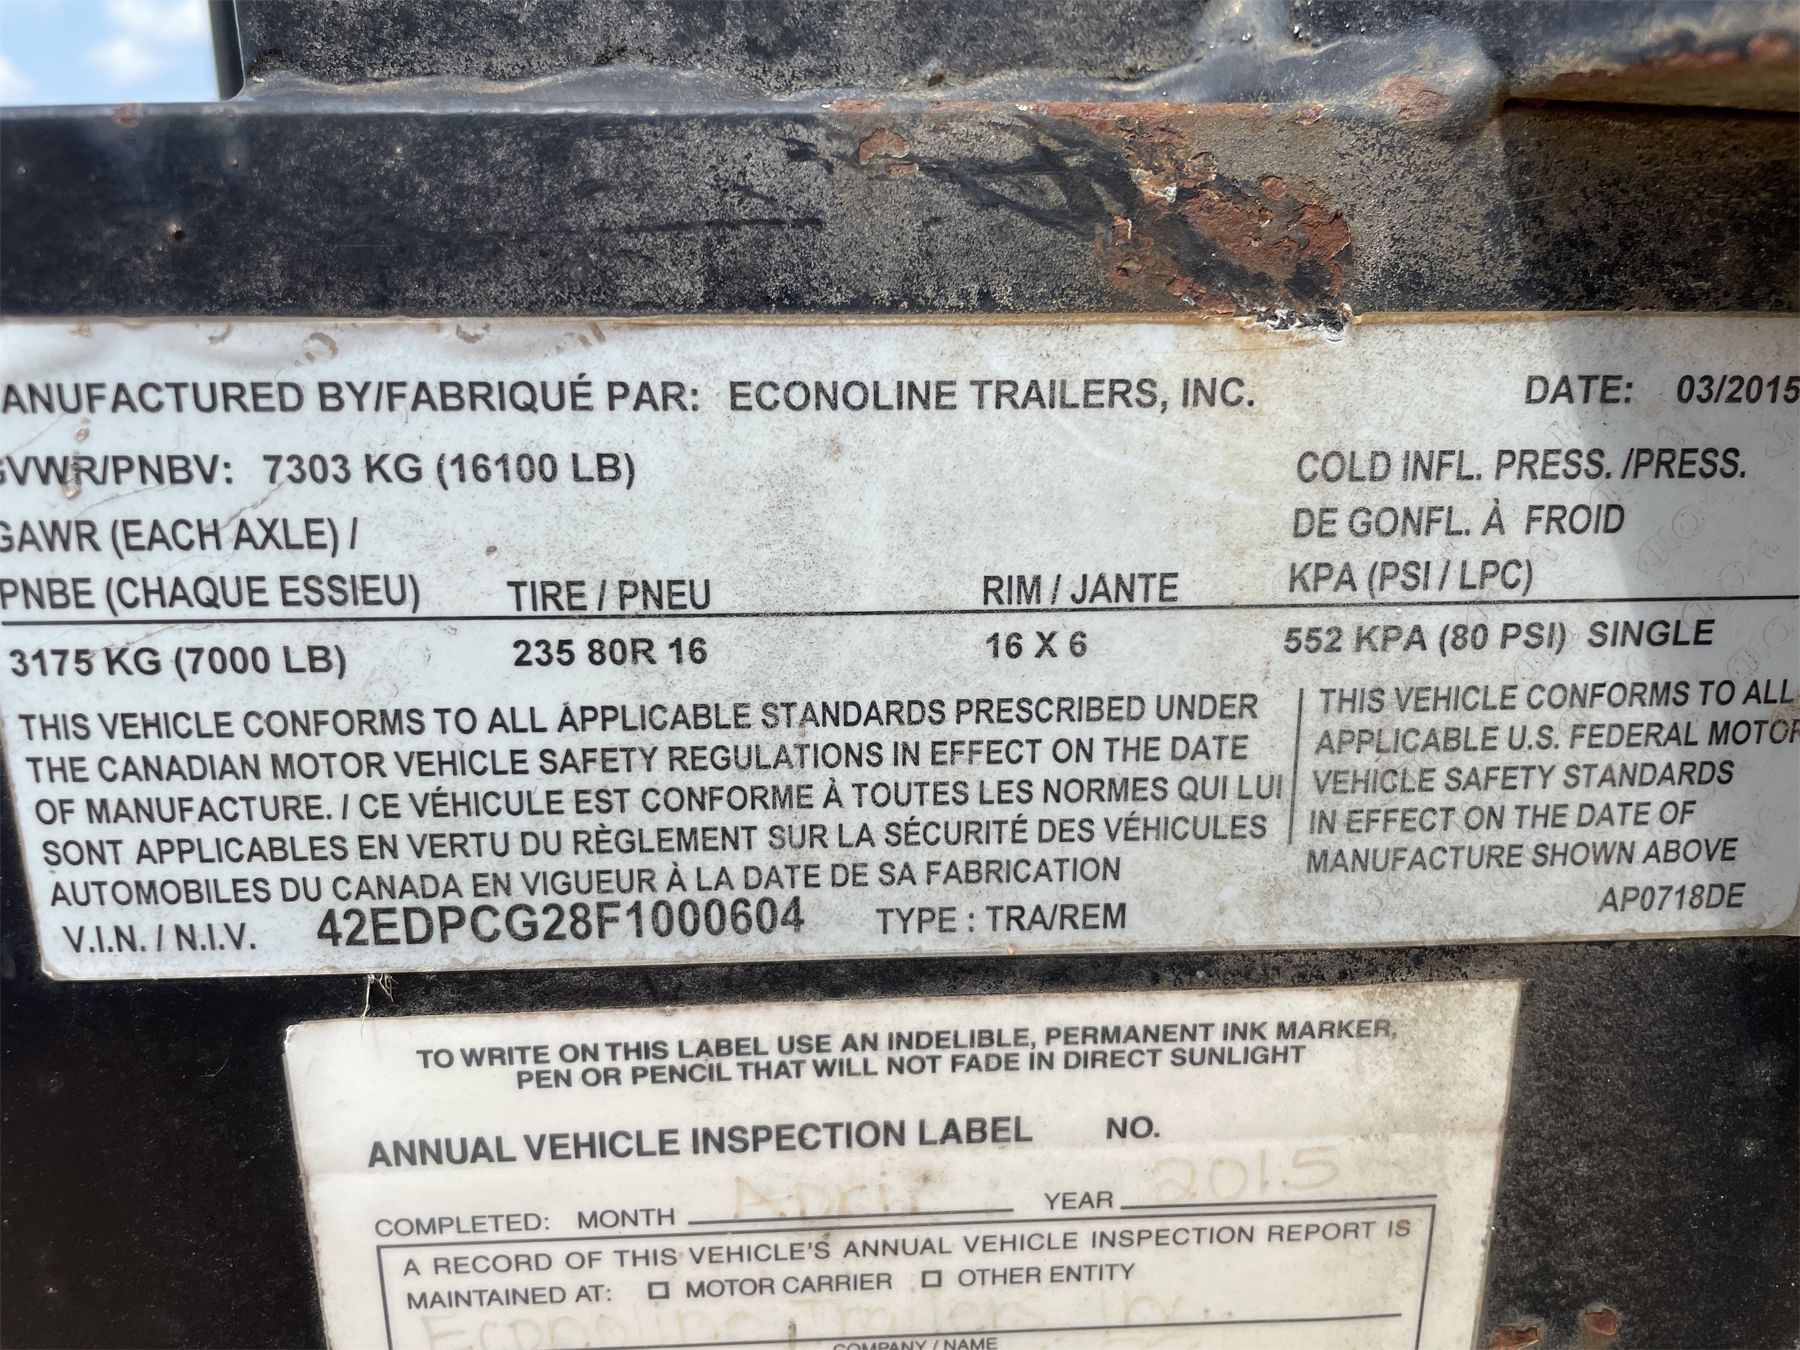 ANUFACTURED BY/FABRIQUÉ PAR: ECONOLINE TRAILERS, INC. DATE: 03/2015
GVWR/PNBV: 7303 KG (16100 LB) COLD INFL. PRESS. /PRESS.
GAWR (EACH AXLE) / DE GONFL. À FROID
PNBE (CHAQUE ESSIEU) TIRE / PNEU RIM / JANTE KPA (PSI / LPC)
3175 KG (7000 LB) 235 80R 16 16 X 6 552 KPA (80 PSI) SINGLE
THIS VEHICLE CONFORMS TO ALL APPLICABLE STANDARDS PRESCRIBED UNDER
THE CANADIAN MOTOR VEHICLE SAFETY REGULATIONS IN EFFECT ON THE DATE
OF MANUFACTURE. / CE VÉHICULE EST CONFORME À TOUTES LES NORMES QUI LUI
SONT APPLICABLES EN VERTU DU RÈGLEMENT SUR LA SÉCURITÉ DES VÉHICULES
AUTOMOBILES DU CANADA EN VIGUEUR À LA DATE DE SA FABRICATION
THIS VEHICLE CONFORMS TO ALL
APPLICABLE U.S. FEDERAL MOTOR
VEHICLE SAFETY STANDARDS
IN EFFECT ON THE DATE OF
MANUFACTURE SHOWN ABOVE
AP0718DE
V.I.N. / N.I.V. 42EDPCG28F1000604 TYPE : TRA/REM
TO WRITE ON THIS LABEL USE AN INDELIBLE, PERMANENT INK MARKER,
PEN OR PENCIL THAT WILL NOT FADE IN DIRECT SUNLIGHT
ANNUAL VEHICLE INSPECTION LABEL NO.
COMPLETED: MONTH April YEAR 2015
A RECORD OF THIS VEHICLE'S ANNUAL VEHICLE INSPECTION REPORT IS
MAINTAINED AT: MOTOR CARRIER OTHER ENTITY
Econoline Trailers Inc.
COMPANY / NAME